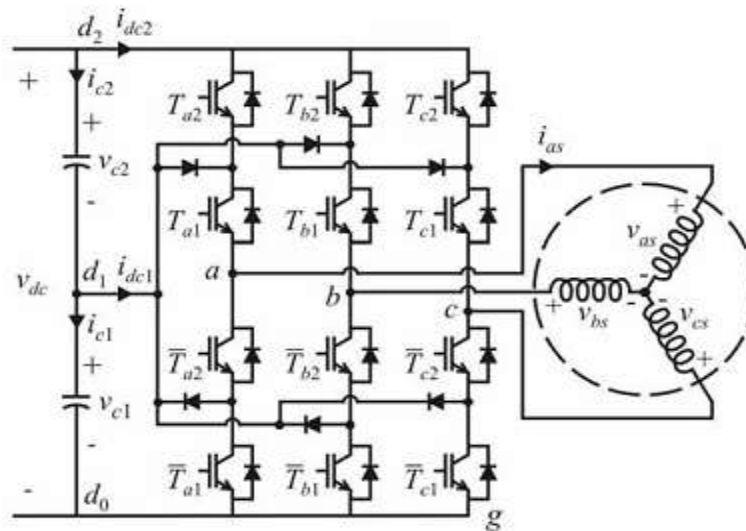 d2 idc2
+ ic2 Ta2 Tb2 Tc2
+ ias
vc2
-
Ta1 Tb1 Tc1 + vas
vdc d1 idc1 a -
b + vbs - - vcs
ic1 c
+ T̅a2 T̅b2 T̅c2 +
vc1
-
T̅a1 T̅b1 T̅c1
- d0 g